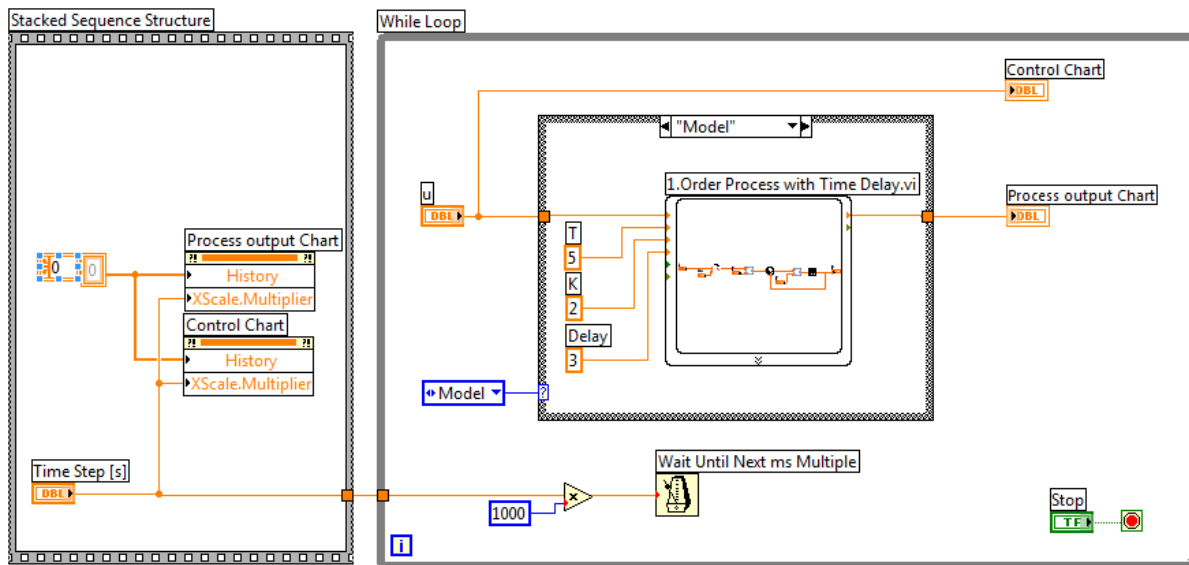 Stacked Sequence Structure
While Loop
Control Chart
DBL
"Model"
1.Order Process with Time Delay.vi
u
DBL
Process output Chart
DBL
T
5
K
2
Delay
3
Model
?
Process output Chart
?! ?!
0 0
History
XScale.Multiplier
Control Chart
?! ?!
History
XScale.Multiplier
Time Step [s]
DBL
Wait Until Next ms Multiple
x
1000
Stop
TF
i